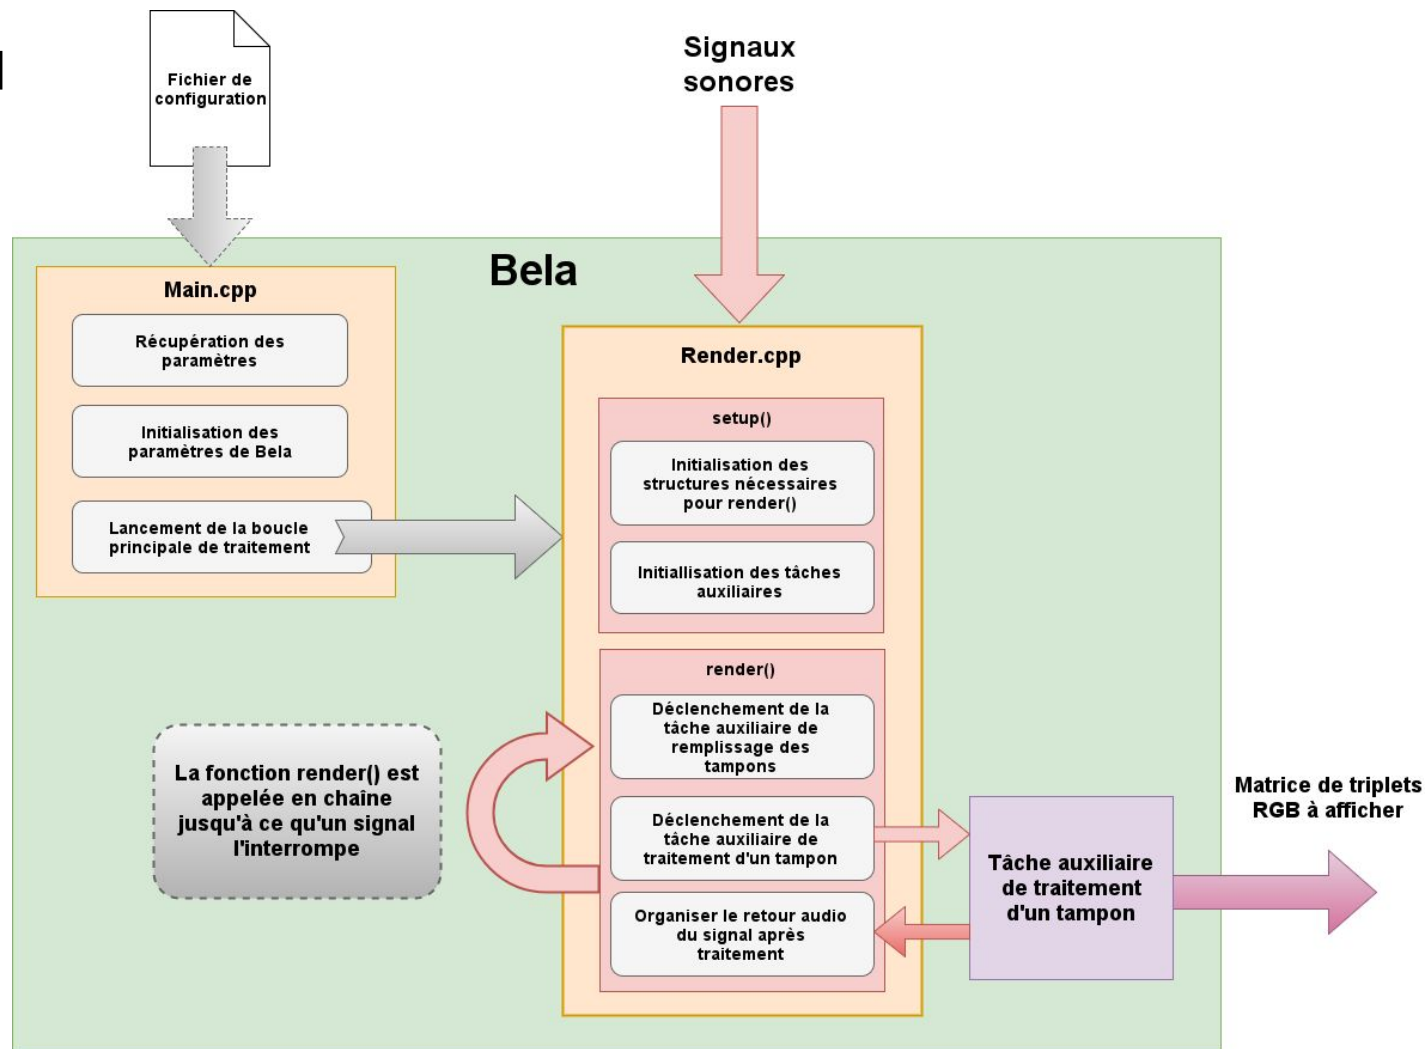 Fichier de
configuration
Signaux
sonores
Bela
Main.cpp
Récupération des
paramètres
Initialisation des
paramètres de Bela
Lancement de la boucle
principale de traitement
Render.cpp
setup()
Initialisation des
structures nécessaires
pour render()
Initiallisation des tâches
auxiliaires
render()
Déclenchement de la
tâche auxiliaire de
remplissage des
tampons
Déclenchement de la
tâche auxiliaire de
traitement d'un tampon
Organiser le retour audio
du signal après
traitement
La fonction render() est
appelée en chaîne
jusqu'à ce qu'un signal
l'interrompe
Tâche auxiliaire
de traitement
d'un tampon
Matrice de triplets
RGB à afficher